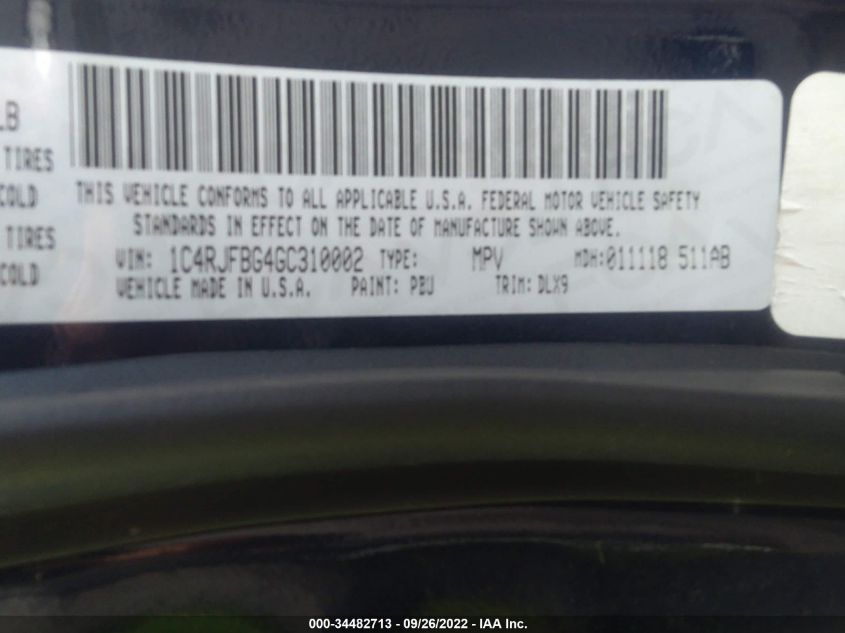 LB
TIRES
COLD
TIRES
COLD
THIS VEHICLE CONFORMS TO ALL APPLICABLE U.S.A. FEDERAL MOTOR VEHICLE SAFETY
STANDARDS IN EFFECT ON THE DATE OF MANUFACTURE SHOWN ABOVE.
VIN: 1C4RJFBG4GC310002 TYPE: MPV MDH:011118 511AB
VEHICLE MADE IN U.S.A. PAINT: PBU TRIM: DLX9
000-34482713 - 09/26/2022 - IAA Inc.